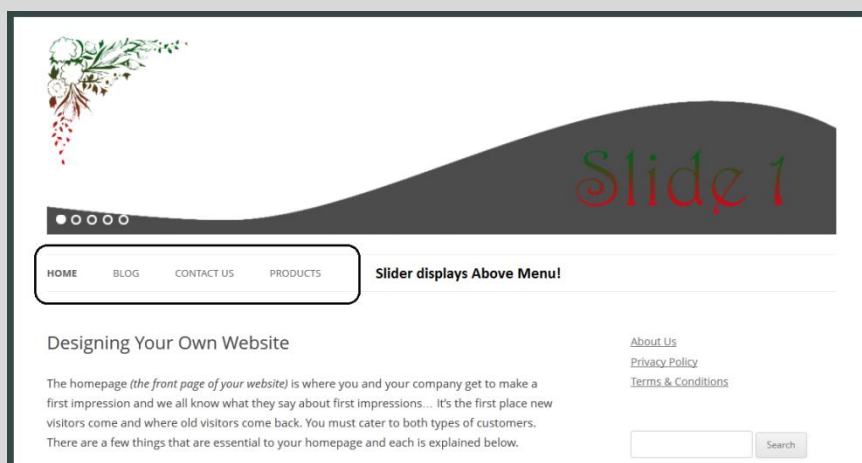 Slide 1
HOME BLOG CONTACT US PRODUCTS Slider displays Above Menu!
Designing Your Own Website
The homepage (the front page of your website) is where you and your company get to make a
first impression and we all know what they say about first impressions… It's the first place new
visitors come and where old visitors come back. You must cater to both types of customers.
There are a few things that are essential to your homepage and each is explained below.
About Us
Privacy Policy
Terms & Conditions
Search